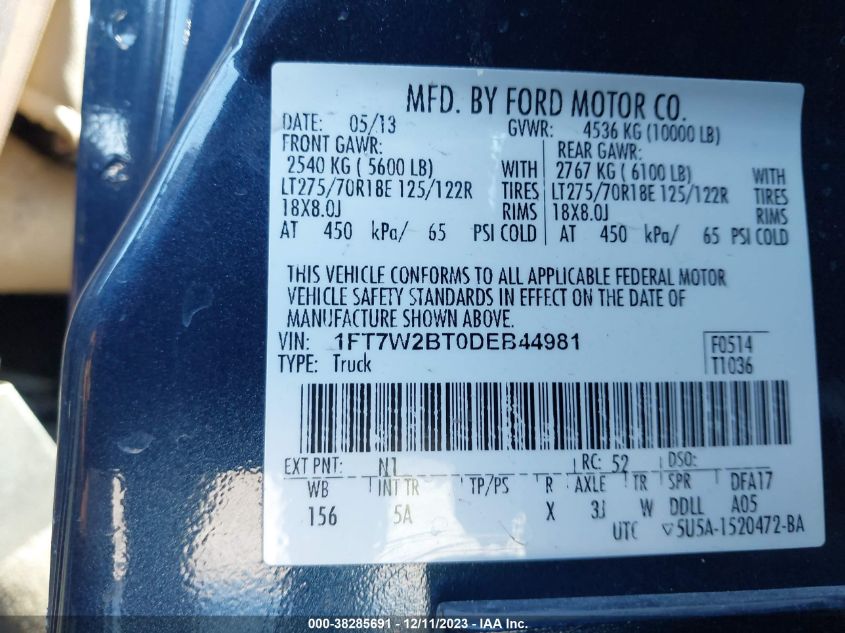 MFD. BY FORD MOTOR CO.
DATE: 05/13 GVWR: 4536 KG (10000 LB)
FRONT GAWR: REAR GAWR:
2540 KG ( 5600 LB) WITH 2767 KG ( 6100 LB) WITH
LT275/70R18E 125/122R TIRES LT275/70R18E 125/122R TIRES
18X8.0J RIMS 18X8.0J RIMS
AT 450 kPa/ 65 PSI COLD AT 450 kPa/ 65 PSI COLD
THIS VEHICLE CONFORMS TO ALL APPLICABLE FEDERAL MOTOR
VEHICLE SAFETY STANDARDS IN EFFECT ON THE DATE OF
MANUFACTURE SHOWN ABOVE.
VIN: 1FT7W2BT0DEB44981 F0514
TYPE: Truck T1036
EXT PNT: N1 RC: 52 DSO:
WB INT TR TP/PS R AXLE TR SPR DFA17
156 5A X 3J W DDLL A05
UTC ▽5U5A-1520472-BA
000-38285691 - 12/11/2023 - IAA Inc.